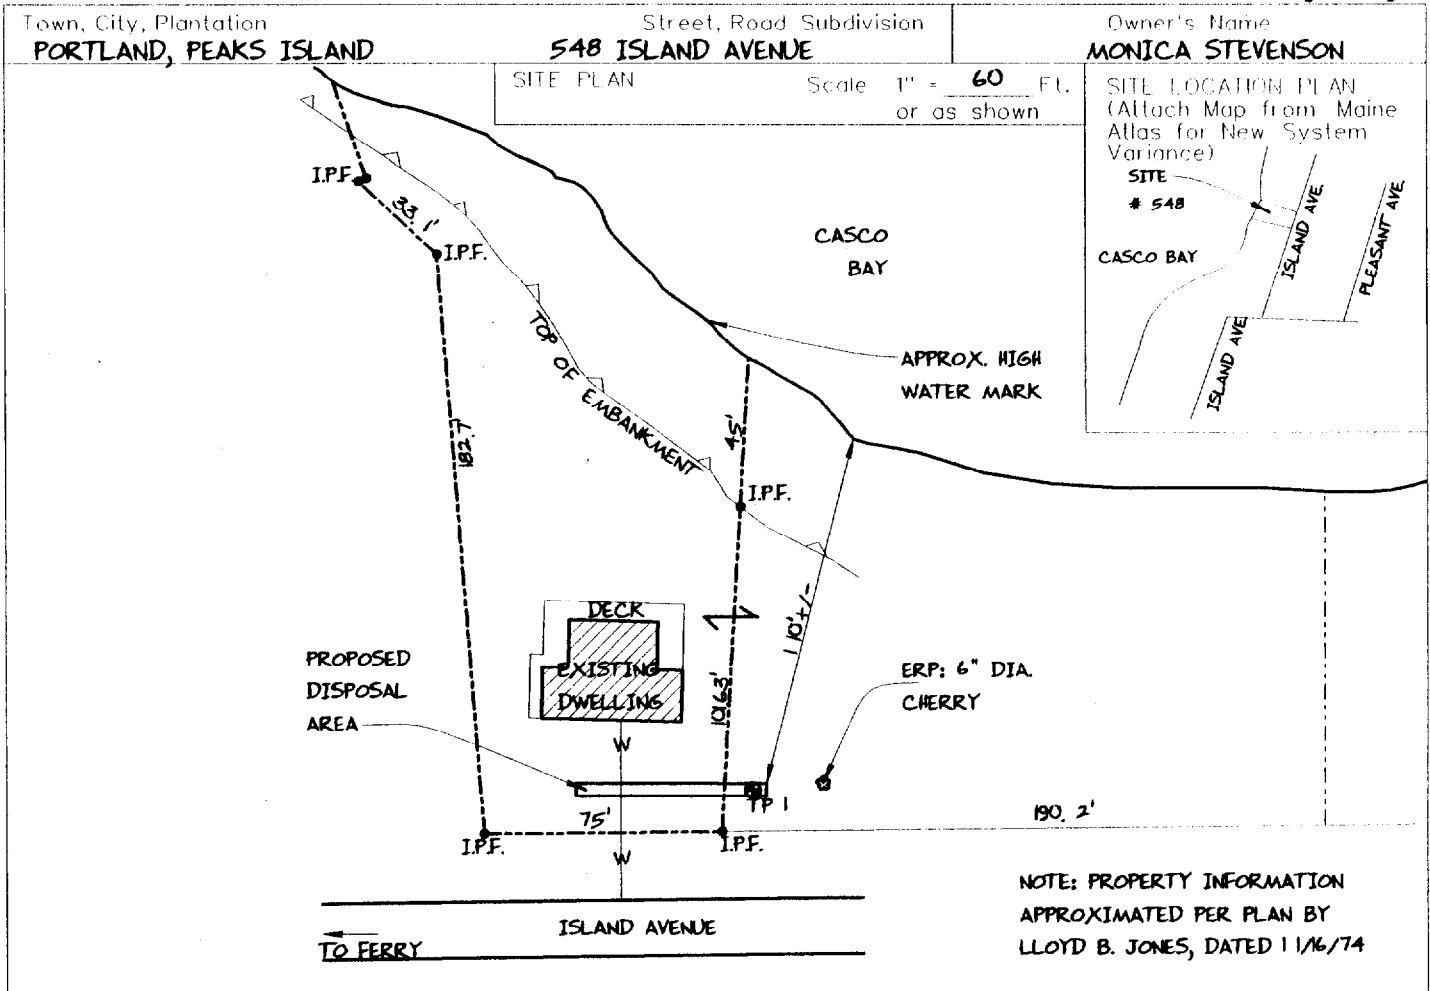 Town, City, Plantation
PORTLAND, PEAKS ISLAND
Street, Road Subdivision
548 ISLAND AVENUE
Owner's Name
MONICA STEVENSON
SITE PLAN
Scale 1" = 60 Ft.
or as shown
SITE LOCATION PLAN
(Attach Map from Maine
Atlas for New System
Variance)
SITE
# 548
CASCO BAY
ISLAND AVE.
PLEASANT AVE.
ISLAND AVE.
I.P.F.
33.1'
I.P.F.
CASCO
BAY
TOP OF EMBANKMENT
APPROX. HIGH
WATER MARK
182.7
45'
I.P.F.
110'+/-
DECK
EXISTING
DWELLING
PROPOSED
DISPOSAL
AREA
ERP: 6" DIA.
CHERRY
W
TP 1
75'
190.2'
I.P.F.
I.P.F.
W
ISLAND AVENUE
TO FERRY
NOTE: PROPERTY INFORMATION
APPROXIMATED PER PLAN BY
LLOYD B. JONES, DATED 11/16/74